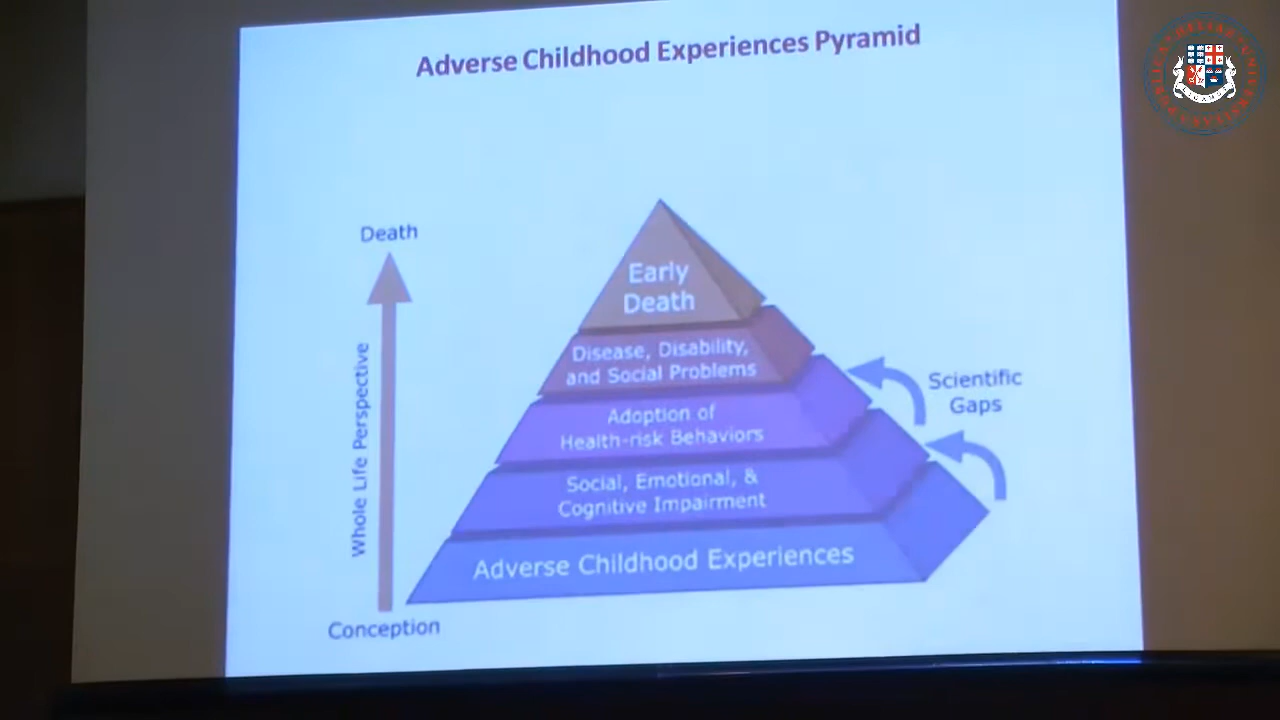 Adverse Childhood Experiences Pyramid
Death
Whole Life Perspective
Conception
Early
Death
Disease, Disability,
and Social Problems
Adoption of
Health-risk Behaviors
Social, Emotional, &
Cognitive Impairment
Adverse Childhood Experiences
Scientific
Gaps